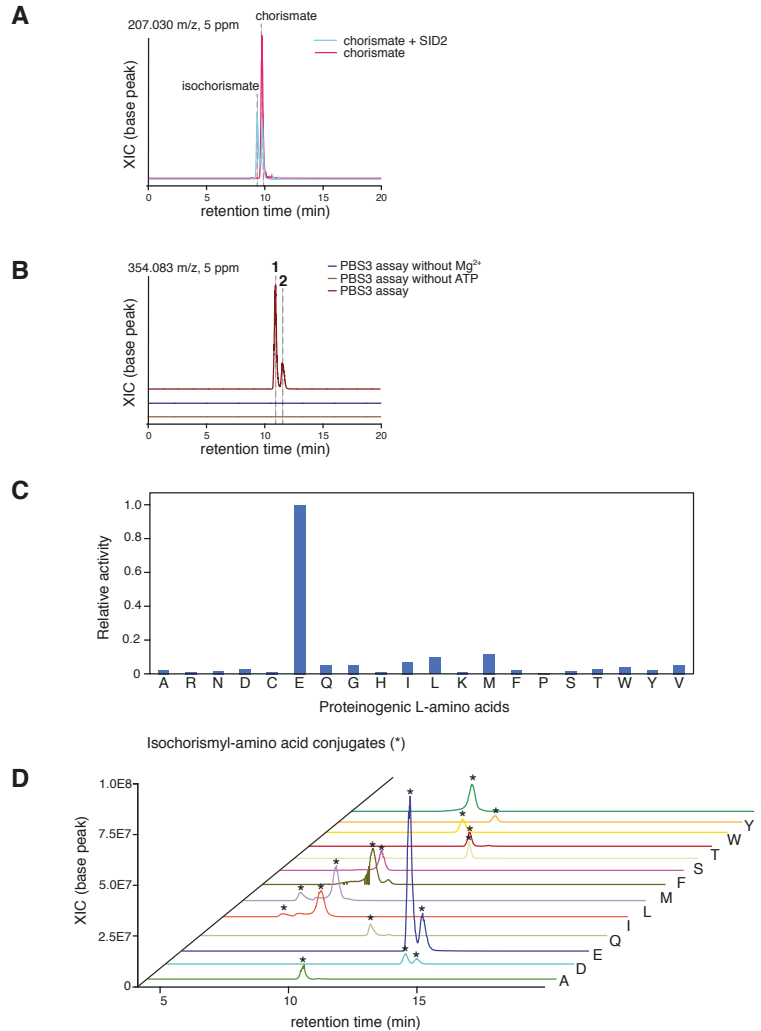 A
207.030 m/z, 5 ppm
chorismate
chorismate + SID2
chorismate
isochorismate
XIC (base peak)
0 5 10 15 20
retention time (min)
B
354.083 m/z, 5 ppm
1
2
PBS3 assay without Mg²⁺
PBS3 assay without ATP
PBS3 assay
XIC (base peak)
0 5 10 15 20
retention time (min)
C
Relative activity
1.0
0.8
0.6
0.4
0.2
0
A R N D C E Q G H I L K M F P S T W Y V
Proteinogenic L-amino acids
Isochorismyl-amino acid conjugates (*)
D
XIC (base peak)
1.0E8
7.5E7
5.0E7
2.5E7
0
* * * * * * * * * * * * * * * * *
Y
W
T
S
F
M
L
I
Q
E
D
A
5 10 15
retention time (min)